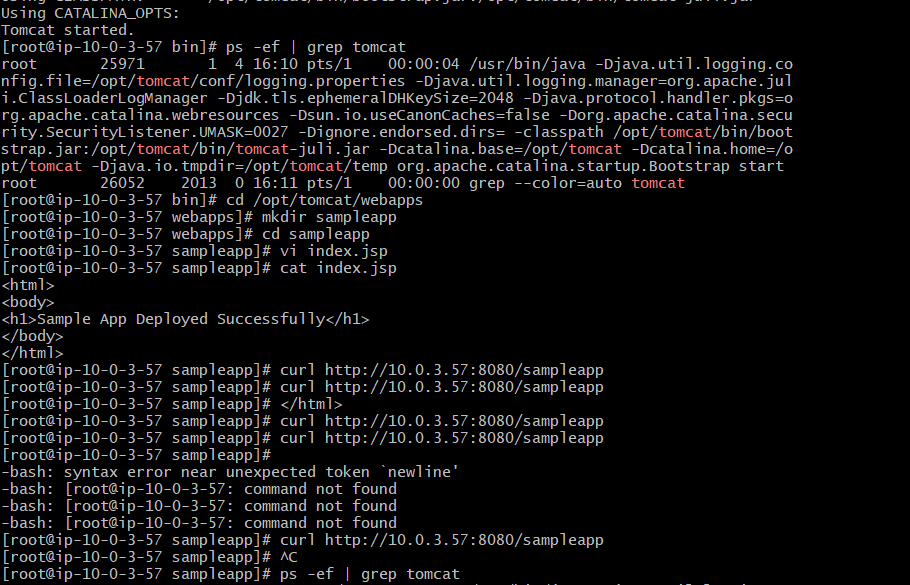 Using CATALINA_OPTS:
Tomcat started.
[root@ip-10-0-3-57 bin]# ps -ef | grep tomcat
root       25971       1  4 16:10 pts/1    00:00:04 /usr/bin/java -Djava.util.logging.co
nfig.file=/opt/tomcat/conf/logging.properties -Djava.util.logging.manager=org.apache.jul
i.ClassLoaderLogManager -Djdk.tls.ephemeralDHKeySize=2048 -Djava.protocol.handler.pkgs=o
rg.apache.catalina.webresources -Dsun.io.useCanonCaches=false -Dorg.apache.catalina.secu
rity.SecurityListener.UMASK=0027 -Dignore.endorsed.dirs= -classpath /opt/tomcat/bin/boot
strap.jar:/opt/tomcat/bin/tomcat-juli.jar -Dcatalina.base=/opt/tomcat -Dcatalina.home=/o
pt/tomcat -Djava.io.tmpdir=/opt/tomcat/temp org.apache.catalina.startup.Bootstrap start
root       26052    2013  0 16:11 pts/1    00:00:00 grep --color=auto tomcat
[root@ip-10-0-3-57 bin]# cd /opt/tomcat/webapps
[root@ip-10-0-3-57 webapps]# mkdir sampleapp
[root@ip-10-0-3-57 webapps]# cd sampleapp
[root@ip-10-0-3-57 sampleapp]# vi index.jsp
[root@ip-10-0-3-57 sampleapp]# cat index.jsp
<html>
<body>
<h1>Sample App Deployed Successfully</h1>
</body>
</html>
[root@ip-10-0-3-57 sampleapp]# curl http://10.0.3.57:8080/sampleapp
[root@ip-10-0-3-57 sampleapp]# curl http://10.0.3.57:8080/sampleapp
[root@ip-10-0-3-57 sampleapp]# </html>
[root@ip-10-0-3-57 sampleapp]# curl http://10.0.3.57:8080/sampleapp
[root@ip-10-0-3-57 sampleapp]# curl http://10.0.3.57:8080/sampleapp
[root@ip-10-0-3-57 sampleapp]#
-bash: syntax error near unexpected token `newline'
-bash: [root@ip-10-0-3-57: command not found
-bash: [root@ip-10-0-3-57: command not found
-bash: [root@ip-10-0-3-57: command not found
[root@ip-10-0-3-57 sampleapp]# curl http://10.0.3.57:8080/sampleapp
[root@ip-10-0-3-57 sampleapp]# ^C
[root@ip-10-0-3-57 sampleapp]# ps -ef | grep tomcat